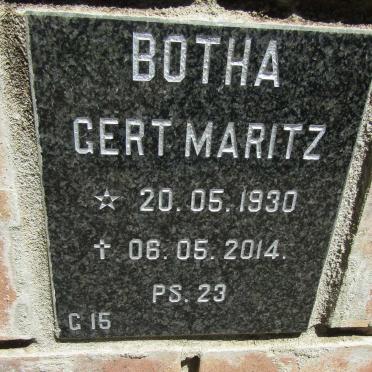 BOTHA
GERT MARITZ
☆ 20.05.1930
✝ 06.05.2014.
PS. 23
G 15